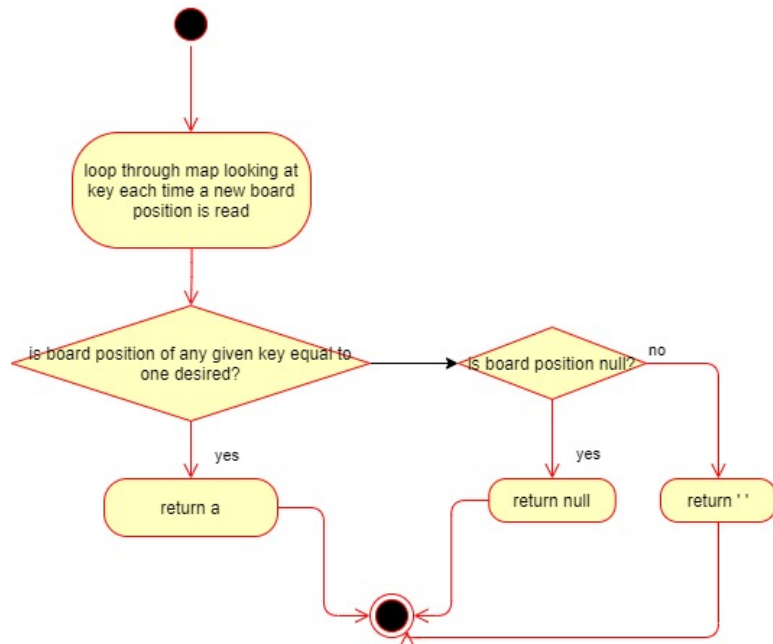 loop through map looking at
key each time a new board
position is read
is board position of any given key equal to
one desired?
is board position null?
no
yes
yes
return a
return null
return ' '